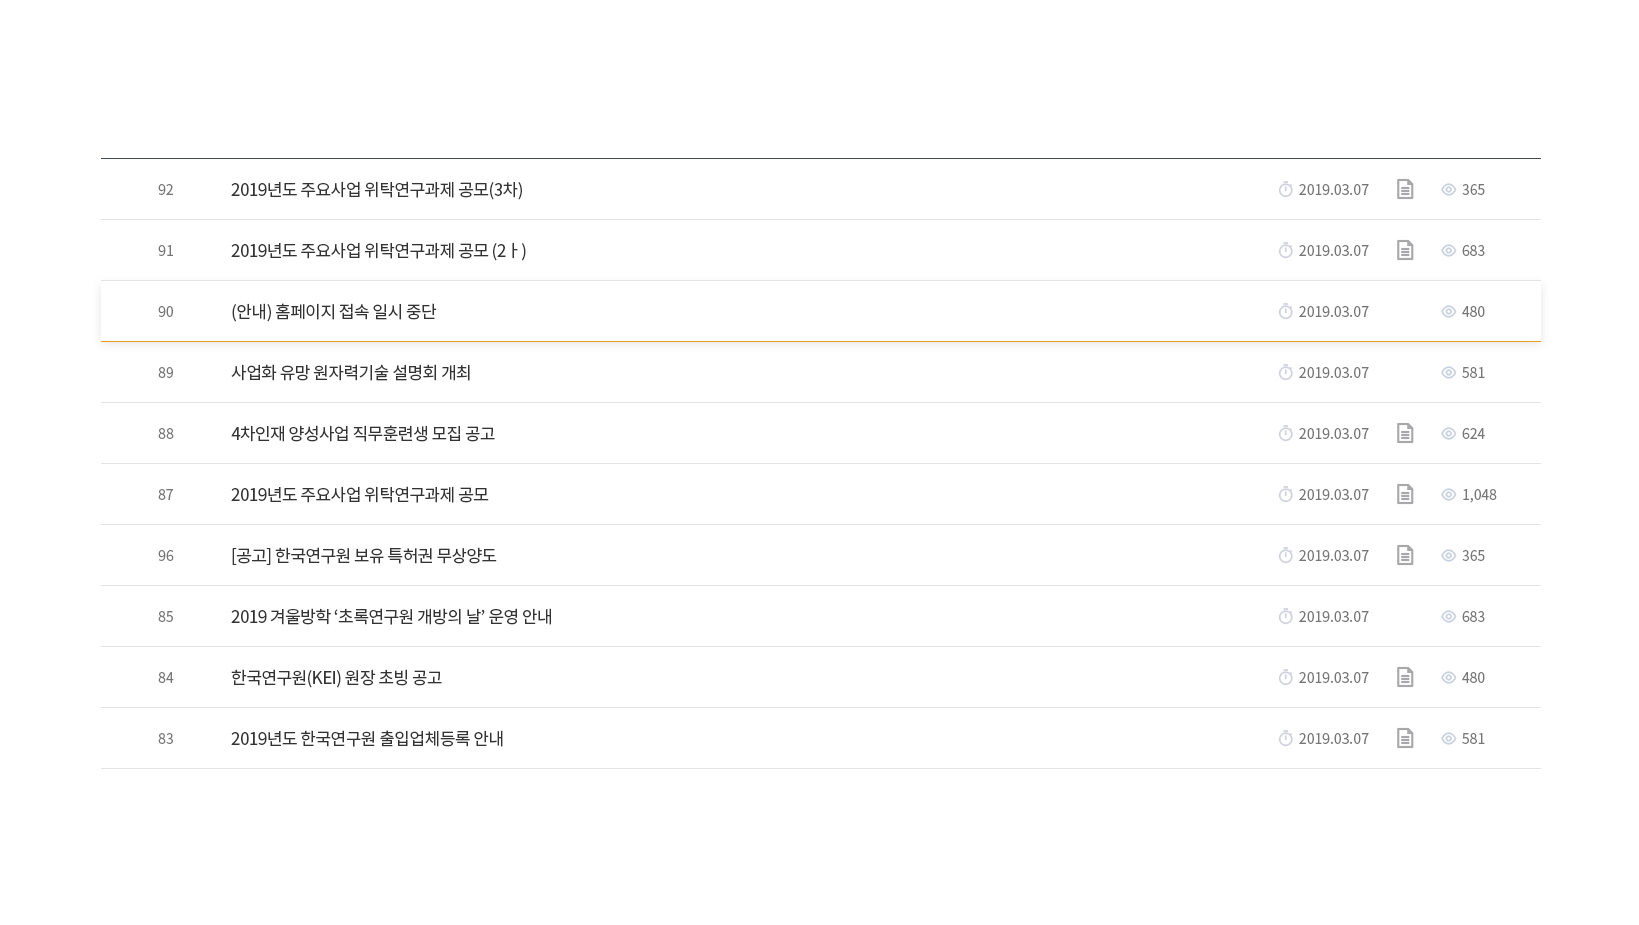 92 2019년도 주요사업 위탁연구과제 공모(3차) 2019.03.07 365
91 2019년도 주요사업 위탁연구과제 공모 (2ㅏ) 2019.03.07 683
90 (안내) 홈페이지 접속 일시 중단 2019.03.07 480
89 사업화 유망 원자력기술 설명회 개최 2019.03.07 581
88 4차인재 양성사업 직무훈련생 모집 공고 2019.03.07 624
87 2019년도 주요사업 위탁연구과제 공모 2019.03.07 1,048
96 [공고] 한국연구원 보유 특허권 무상양도 2019.03.07 365
85 2019 겨울방학 ‘초록연구원 개방의 날’ 운영 안내 2019.03.07 683
84 한국연구원(KEI) 원장 초빙 공고 2019.03.07 480
83 2019년도 한국연구원 출입업체등록 안내 2019.03.07 581